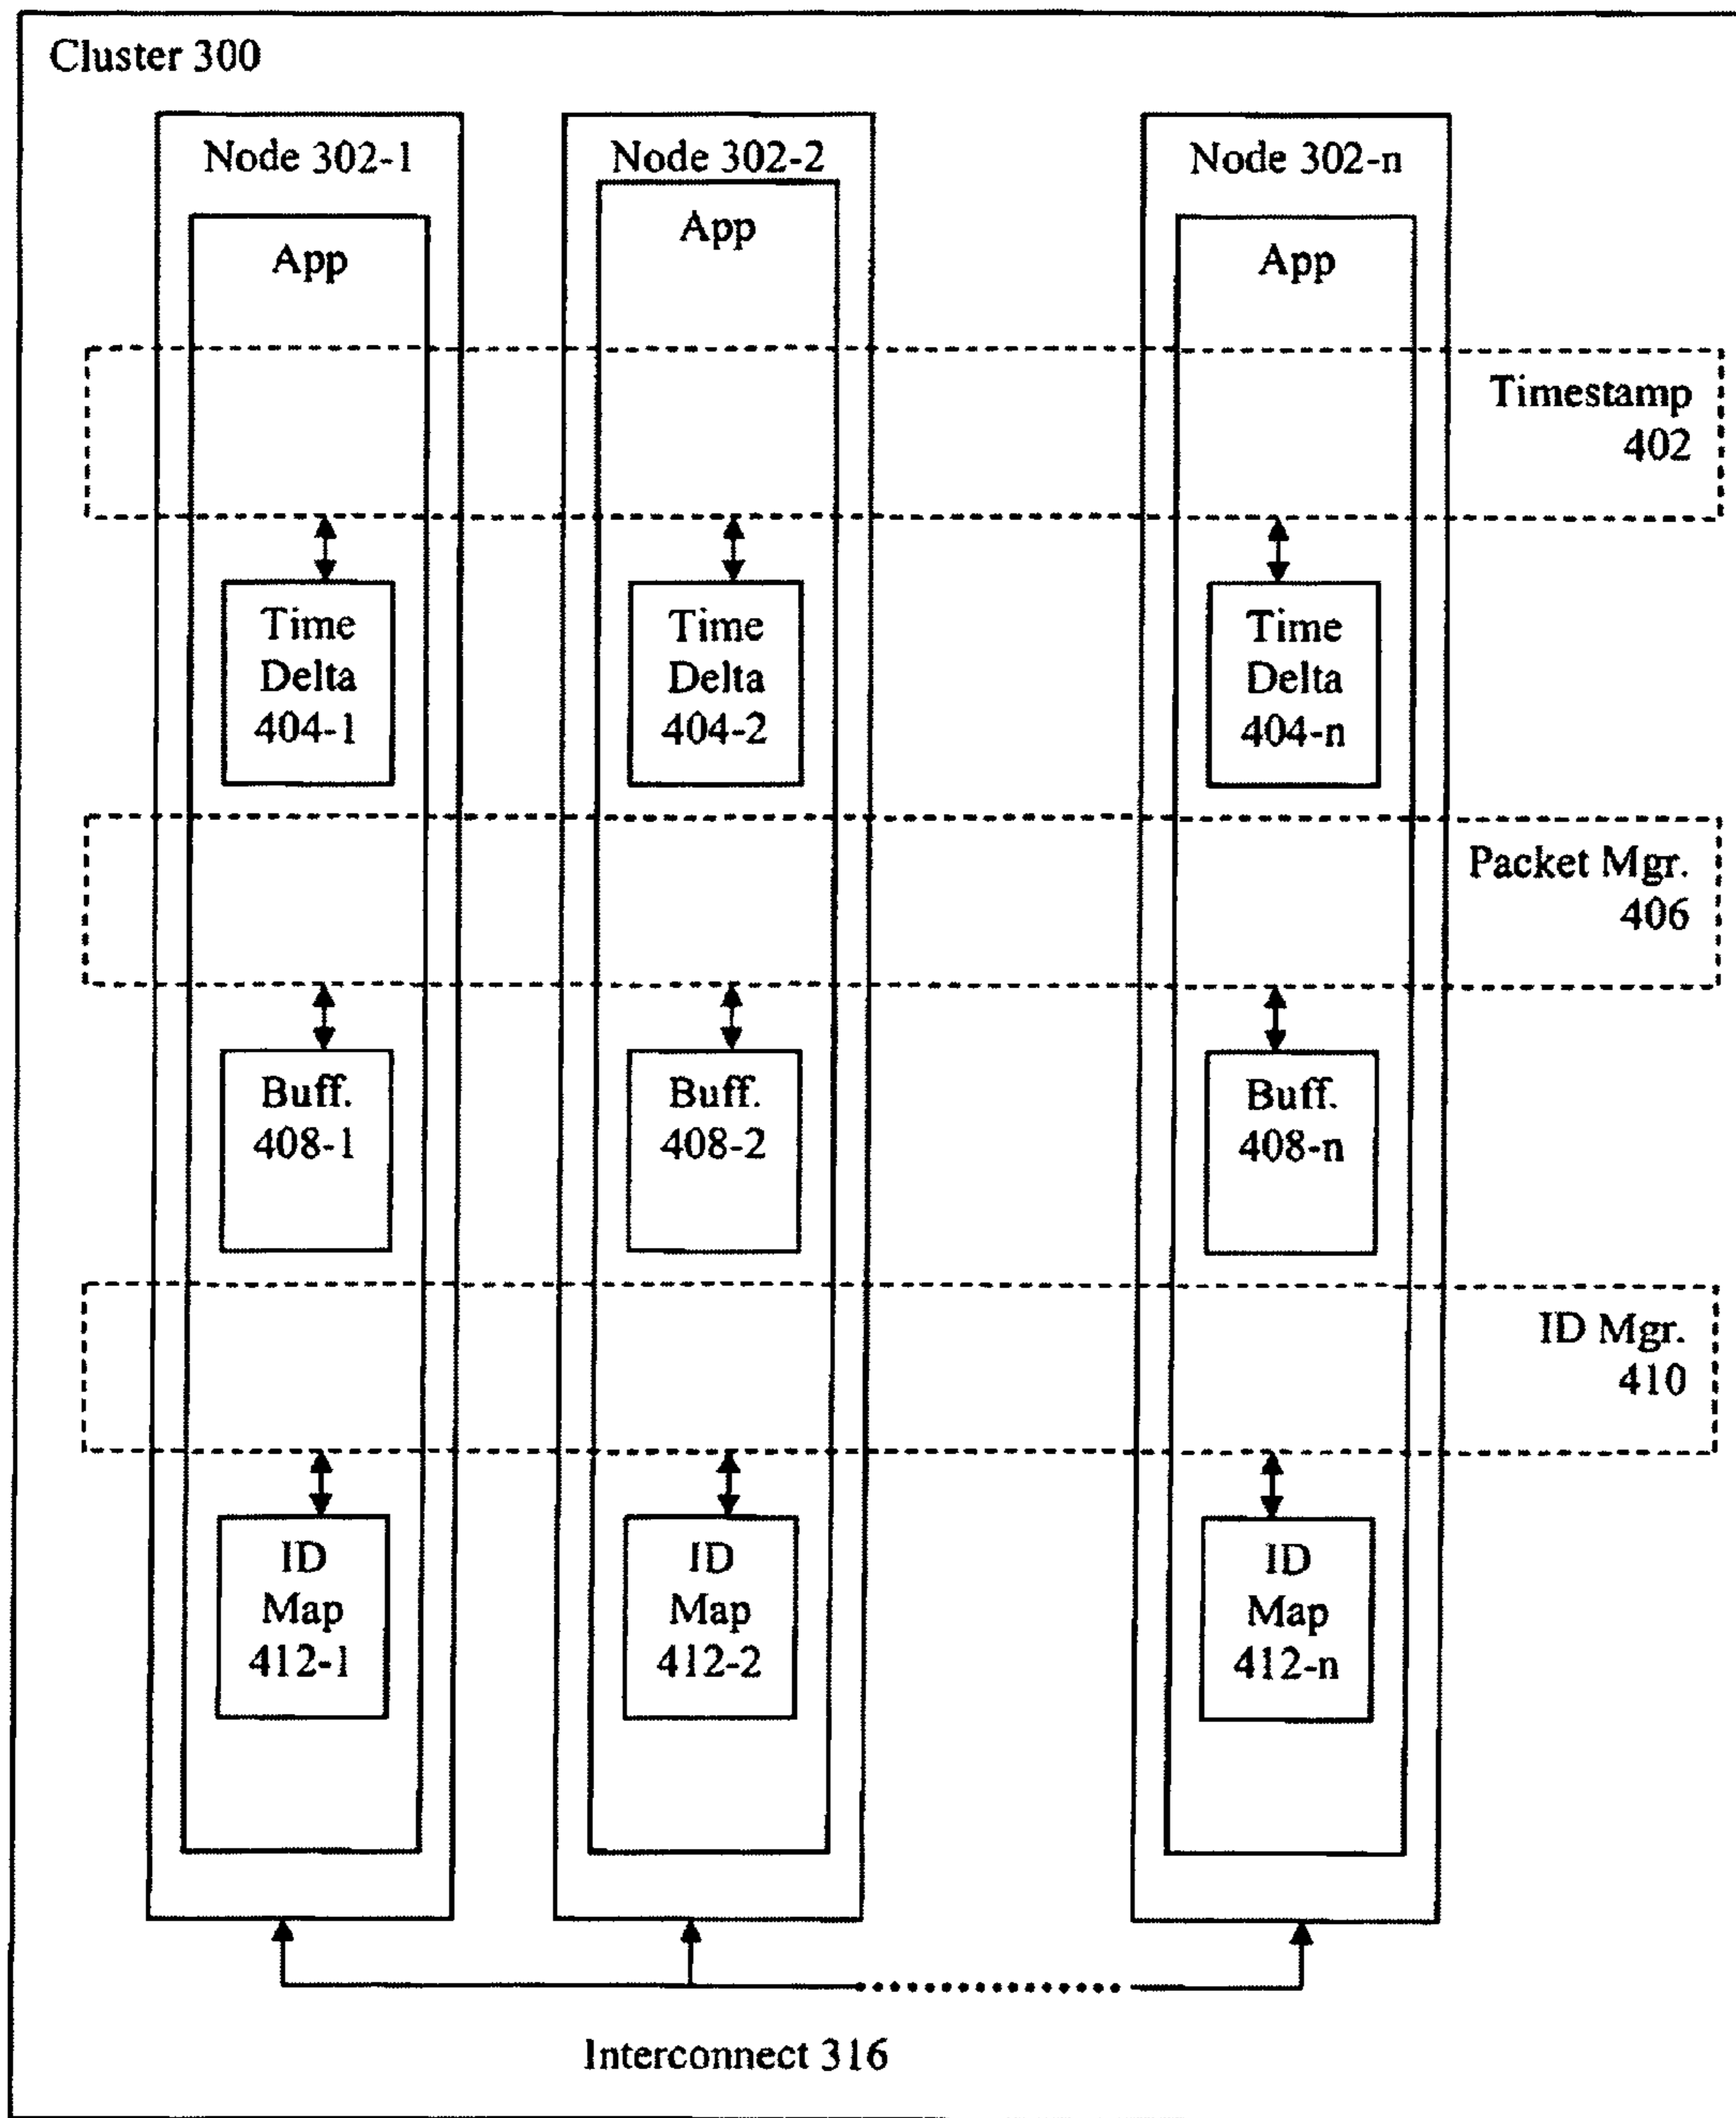 Cluster 300
Node 302-1
Node 302-2
Node 302-n
App
App
App
Timestamp
402
Time
Delta
404-1
Time
Delta
404-2
Time
Delta
404-n
Packet Mgr.
406
Buff.
408-1
Buff.
408-2
Buff.
408-n
ID Mgr.
410
ID
Map
412-1
ID
Map
412-2
ID
Map
412-n
Interconnect 316